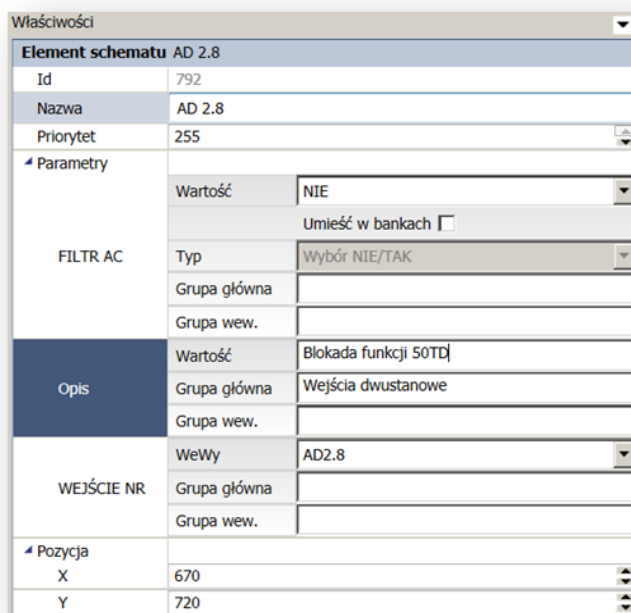 Właściwości
Element schematu AD 2.8
Id 792
Nazwa AD 2.8
Priorytet 255
Parametry
Wartość NIE
Umieść w bankach
FILTR AC Typ Wybór NIE/TAK
Grupa główna
Grupa wew.
Wartość Blokada funkcji 50TD
Opis Grupa główna Wejścia dwustanowe
Grupa wew.
WeWy AD2.8
WEJŚCIE NR Grupa główna
Grupa wew.
Pozycja
X 670
Y 720